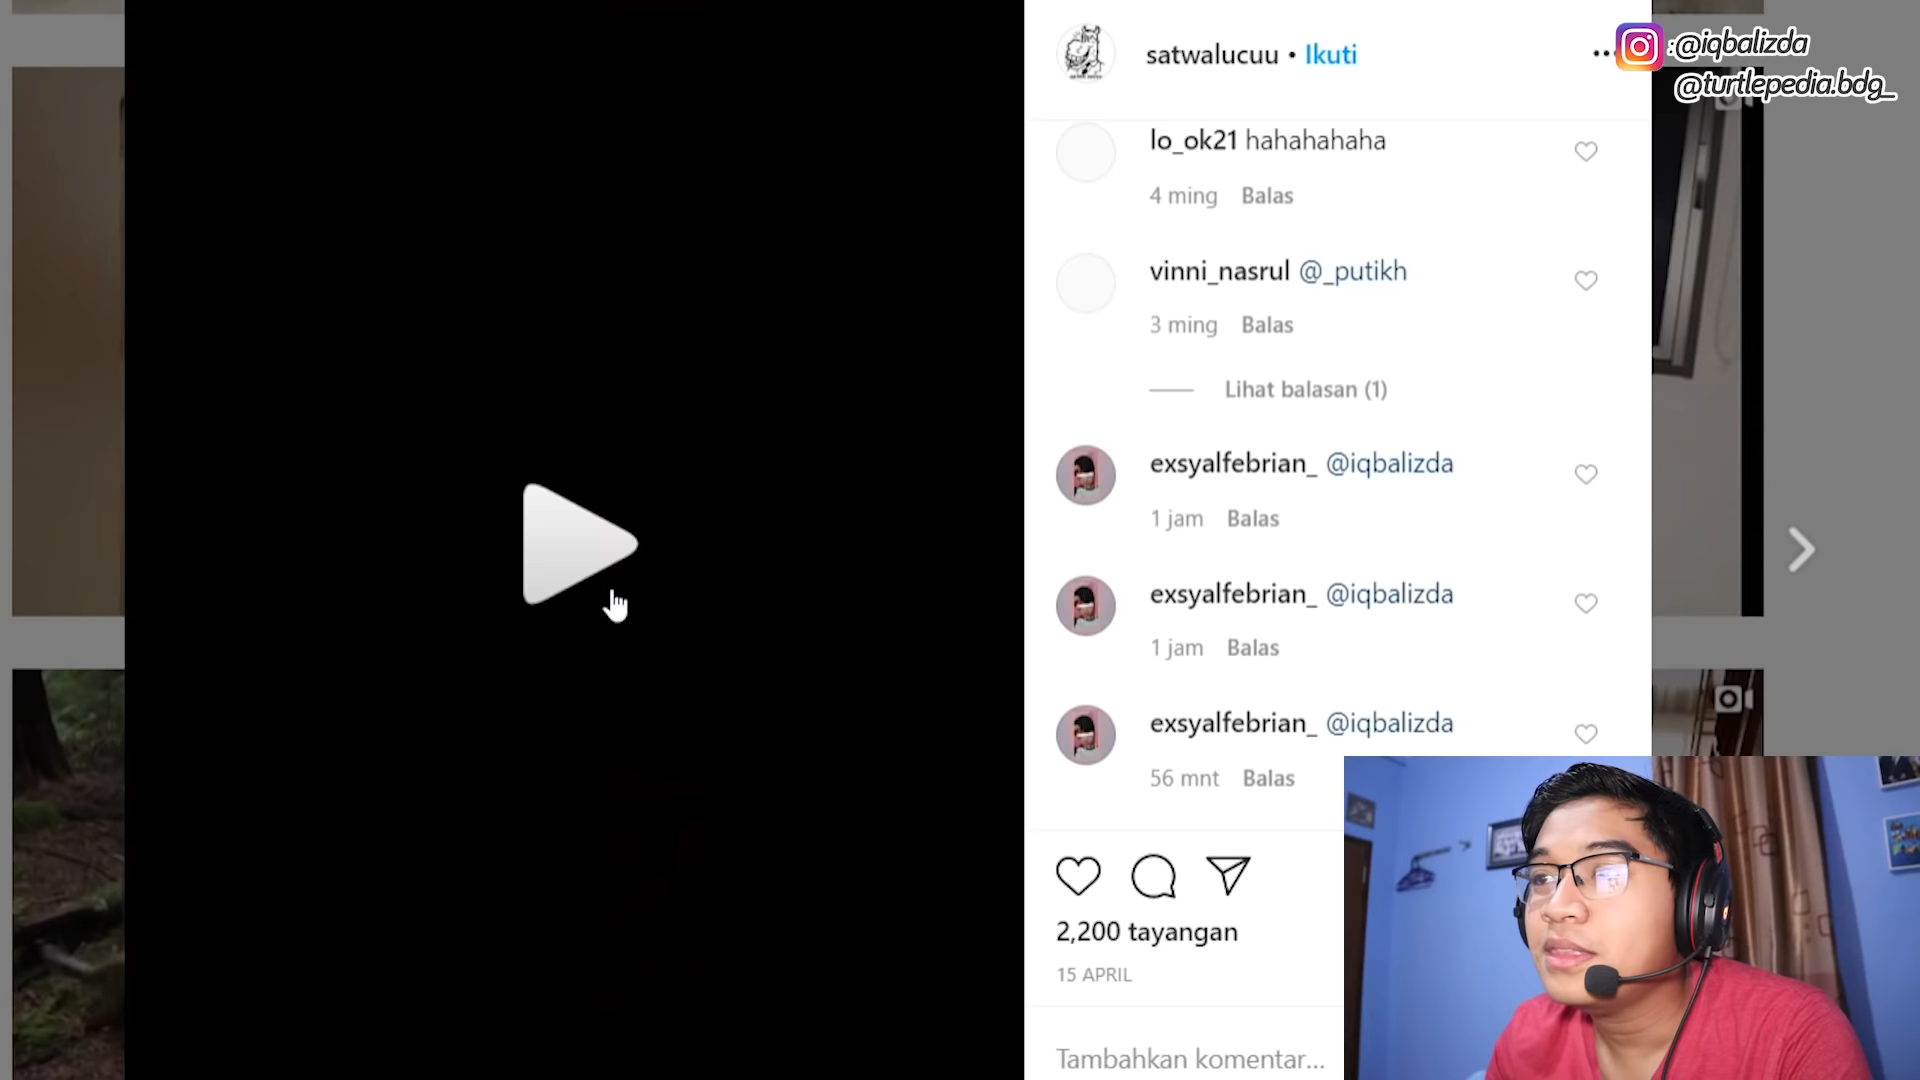 satwalucuu • Ikuti
:@iqbalizda
@turtlepedia.bdg_
lo_ok21 hahahahaha
4 ming Balas
vinni_nasrul @_putikh
3 ming Balas
Lihat balasan (1)
exsyalfebrian_ @iqbalizda
1 jam Balas
exsyalfebrian_ @iqbalizda
1 jam Balas
exsyalfebrian_ @iqbalizda
56 mnt Balas
2,200 tayangan
15 APRIL
Tambahkan komentar...